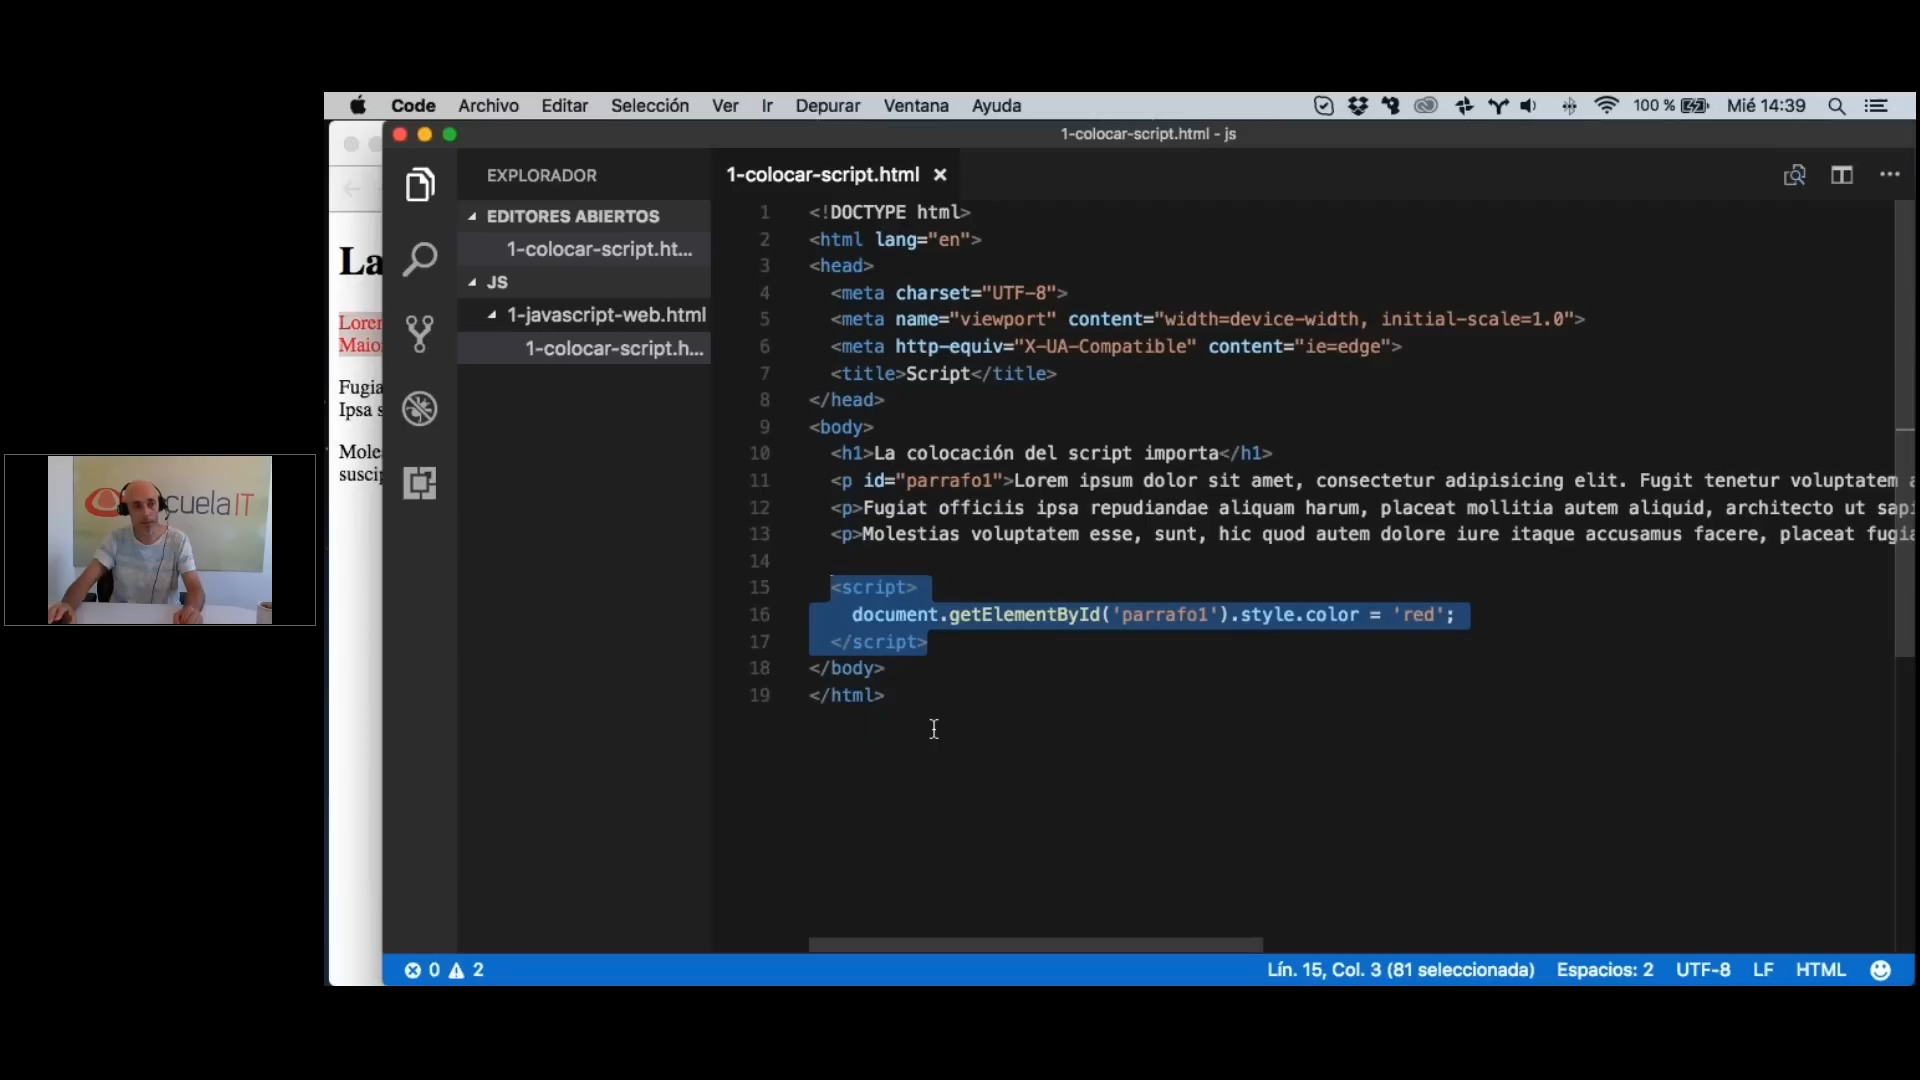 Code Archivo Editar Selección Ver Ir Depurar Ventana Ayuda 100 % Mié 14:39
1-colocar-script.html - js
EXPLORADOR
EDITORES ABIERTOS
1-colocar-script.ht...
JS
1-javascript-web.html
1-colocar-script.h...
1-colocar-script.html
1 <!DOCTYPE html>
2 <html lang="en">
3 <head>
4 <meta charset="UTF-8">
5 <meta name="viewport" content="width=device-width, initial-scale=1.0">
6 <meta http-equiv="X-UA-Compatible" content="ie=edge">
7 <title>Script</title>
8 </head>
9 <body>
10 <h1>La colocación del script importa</h1>
11 <p id="parrafo1">Lorem ipsum dolor sit amet, consectetur adipisicing elit. Fugit tenetur voluptatem a
12 <p>Fugiat officiis ipsa repudiandae aliquam harum, placeat mollitia autem aliquid, architecto ut sapi
13 <p>Molestias voluptatem esse, sunt, hic quod autem dolore iure itaque accusamus facere, placeat fugia
14
15 <script>
16 document.getElementById('parrafo1').style.color = 'red';
17 </script>
18 </body>
19 </html>
La
Lorem
Maio
Fugia
Ipsa s
Mole
suscip
cuelaIT
0 2
Lín. 15, Col. 3 (81 seleccionada) Espacios: 2 UTF-8 LF HTML